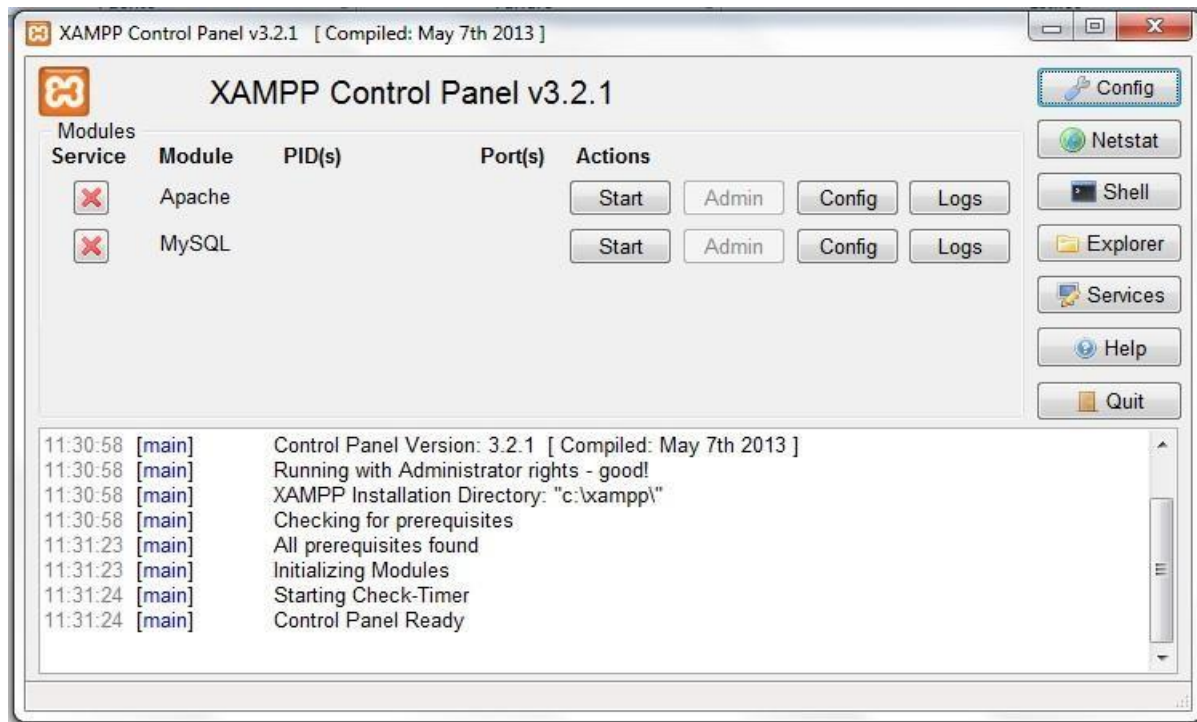 XAMPP Control Panel v3.2.1 [ Compiled: May 7th 2013 ]
XAMPP Control Panel v3.2.1
Config
Modules
Netstat
Service Module PID(s) Port(s) Actions
Apache Start Admin Config Logs
Shell
MySQL Start Admin Config Logs
Explorer
Services
Help
Quit
11:30:58 [main] Control Panel Version: 3.2.1 [ Compiled: May 7th 2013 ]
11:30:58 [main] Running with Administrator rights - good!
11:30:58 [main] XAMPP Installation Directory: "c:\xampp\"
11:30:58 [main] Checking for prerequisites
11:31:23 [main] All prerequisites found
11:31:23 [main] Initializing Modules
11:31:24 [main] Starting Check-Timer
11:31:24 [main] Control Panel Ready